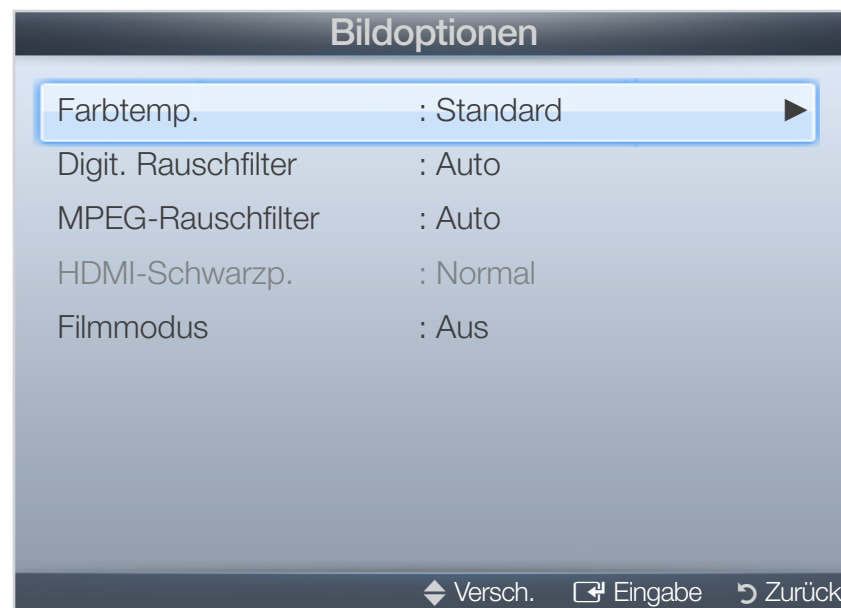 Bildoptionen
Farbtemp. : Standard ►
Digit. Rauschfilter : Auto
MPEG-Rauschfilter : Auto
HDMI-Schwarzp. : Normal
Filmmodus : Aus
Versch. Eingabe Zurück